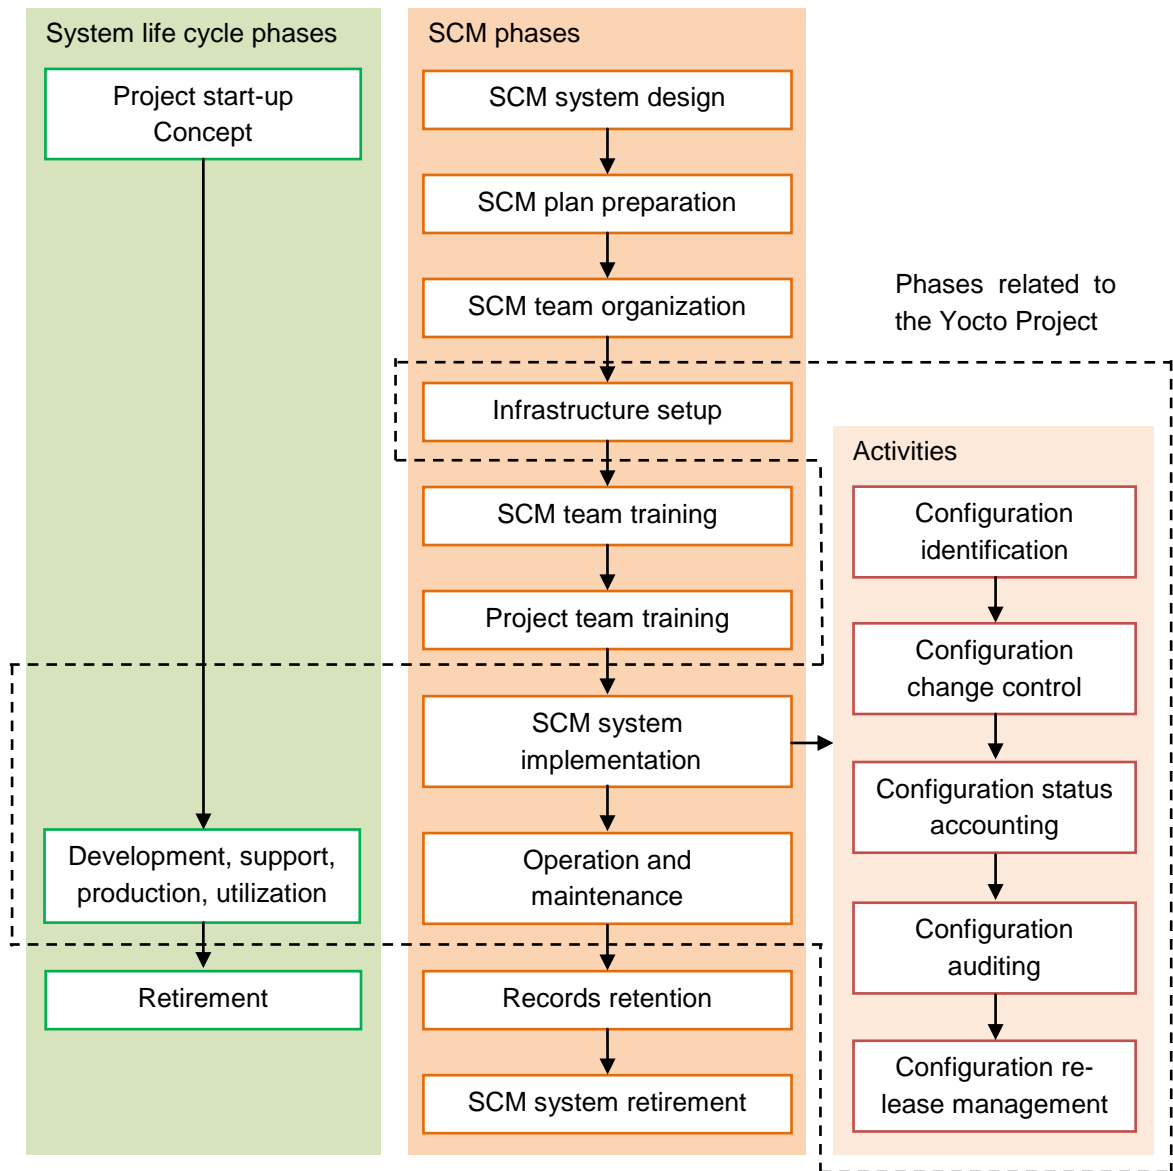 System life cycle phases
Project start-up
Concept
Development, support,
production, utilization
Retirement
SCM phases
SCM system design
SCM plan preparation
SCM team organization
Infrastructure setup
SCM team training
Project team training
SCM system
implementation
Operation and
maintenance
Records retention
SCM system retirement
Phases related to
the Yocto Project
Activities
Configuration
identification
Configuration
change control
Configuration status
accounting
Configuration
auditing
Configuration re-
lease management